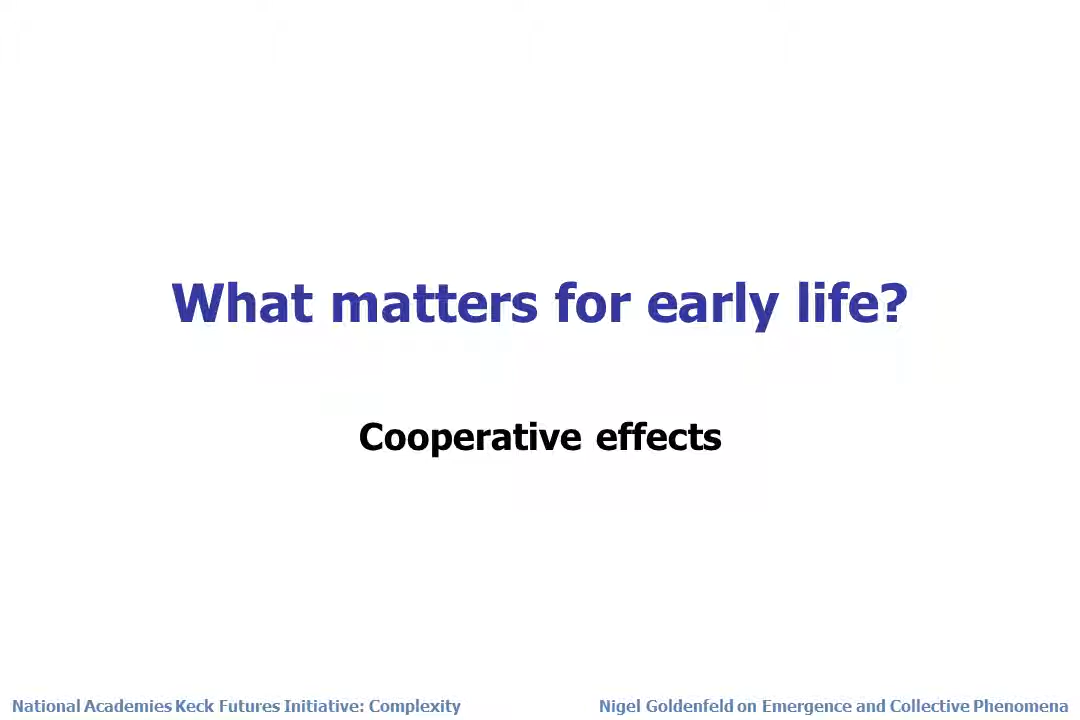 What matters for early life?
Cooperative effects
National Academies Keck Futures Initiative: Complexity
Nigel Goldenfeld on Emergence and Collective Phenomena